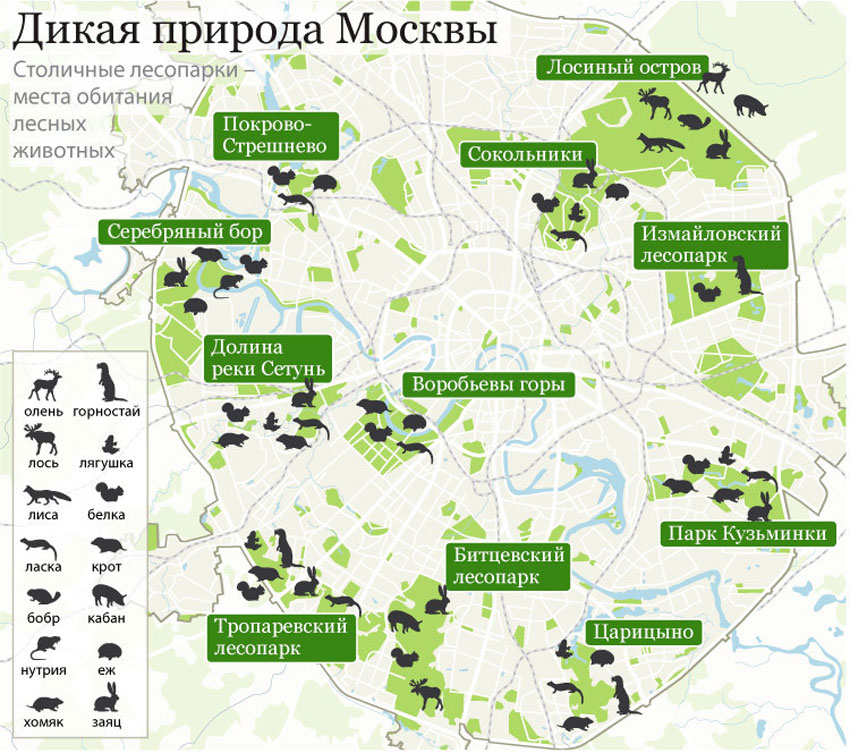 Дикая природа Москвы
Столичные лесопарки –
места обитания
лесных
животных
Лосиный остров
Покрово-
Стрешнево
Сокольники
Серебряный бор
Измайловский
лесопарк
Долина
реки Сетунь
Воробьевы горы
Парк Кузьминки
Битцевский
лесопарк
Тропаревский
лесопарк
Царицыно
олень горностай
лось лягушка
лиса белка
ласка крот
бобр кабан
нутрия еж
хомяк заяц